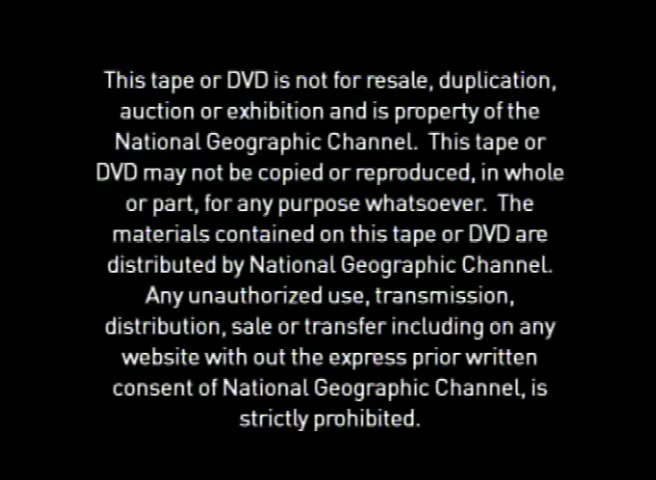 This tape or DVD is not for resale, duplication,
auction or exhibition and is property of the
National Geographic Channel.  This tape or
DVD may not be copied or reproduced, in whole
or part, for any purpose whatsoever.  The
materials contained on this tape or DVD are
distributed by National Geographic Channel.
Any unauthorized use, transmission,
distribution, sale or transfer including on any
website with out the express prior written
consent of National Geographic Channel, is
strictly prohibited.